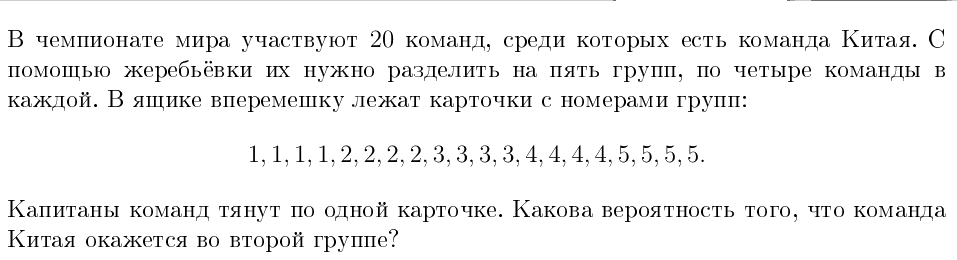 В чемпионате мира участвуют 20 команд, среди которых есть команда Китая. С
помощью жеребьёвки их нужно разделить на пять групп, по четыре команды в
каждой. В ящике вперемешку лежат карточки с номерами групп:
1, 1, 1, 1, 2, 2, 2, 2, 3, 3, 3, 3, 4, 4, 4, 4, 5, 5, 5, 5.
Капитаны команд тянут по одной карточке. Какова вероятность того, что команда
Китая окажется во второй группе?